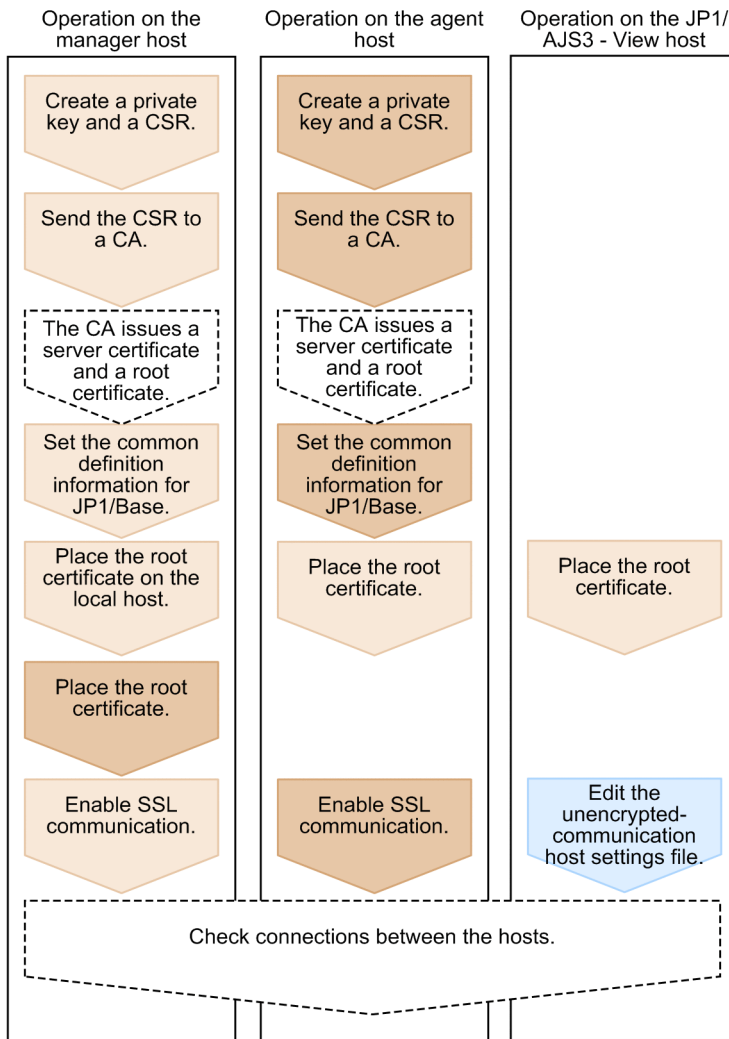 Operation on the
manager host
Operation on the agent
host
Operation on the JP1/
AJS3 - View host
Create a private
key and a CSR.
Create a private
key and a CSR.
Send the CSR to
a CA.
Send the CSR to
a CA.
The CA issues a
server certificate
and a root
certificate.
The CA issues a
server certificate
and a root
certificate.
Set the common
definition
information for
JP1/Base.
Set the common
definition
information for
JP1/Base.
Place the root
certificate on the
local host.
Place the root
certificate.
Place the root
certificate.
Place the root
certificate.
Enable SSL
communication.
Enable SSL
communication.
Edit the
unencrypted-
communication
host settings file.
Check connections between the hosts.